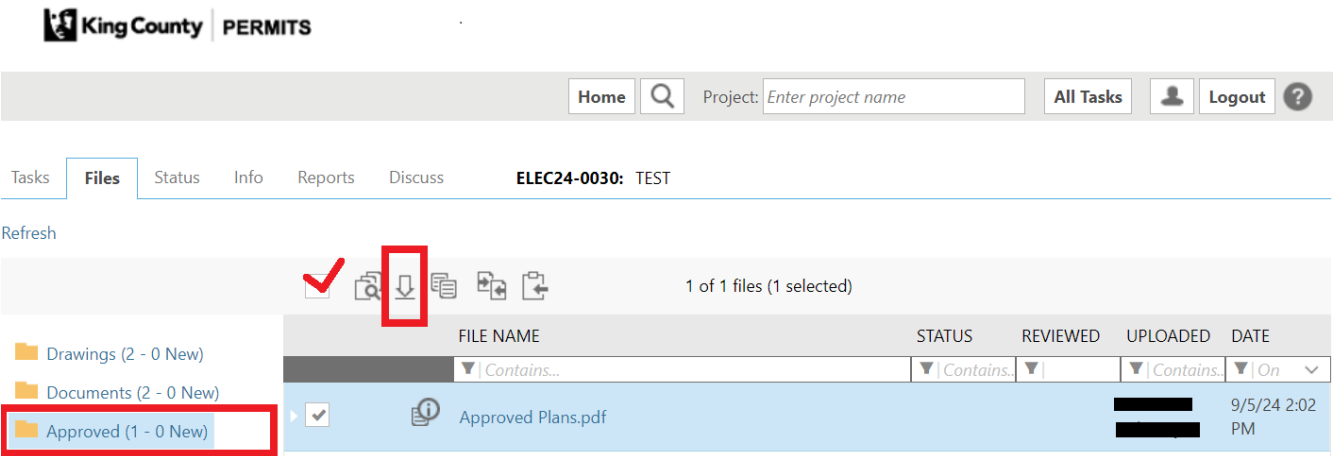 King County PERMITS
Home Project: Enter project name All Tasks Logout ?
Tasks Files Status Info Reports Discuss ELEC24-0030: TEST
Refresh
1 of 1 files (1 selected)
FILE NAME STATUS REVIEWED UPLOADED DATE
Contains... Contains.. Contains.. On
Drawings (2 - 0 New)
Documents (2 - 0 New)
Approved (1 - 0 New)
Approved Plans.pdf 9/5/24 2:02
PM